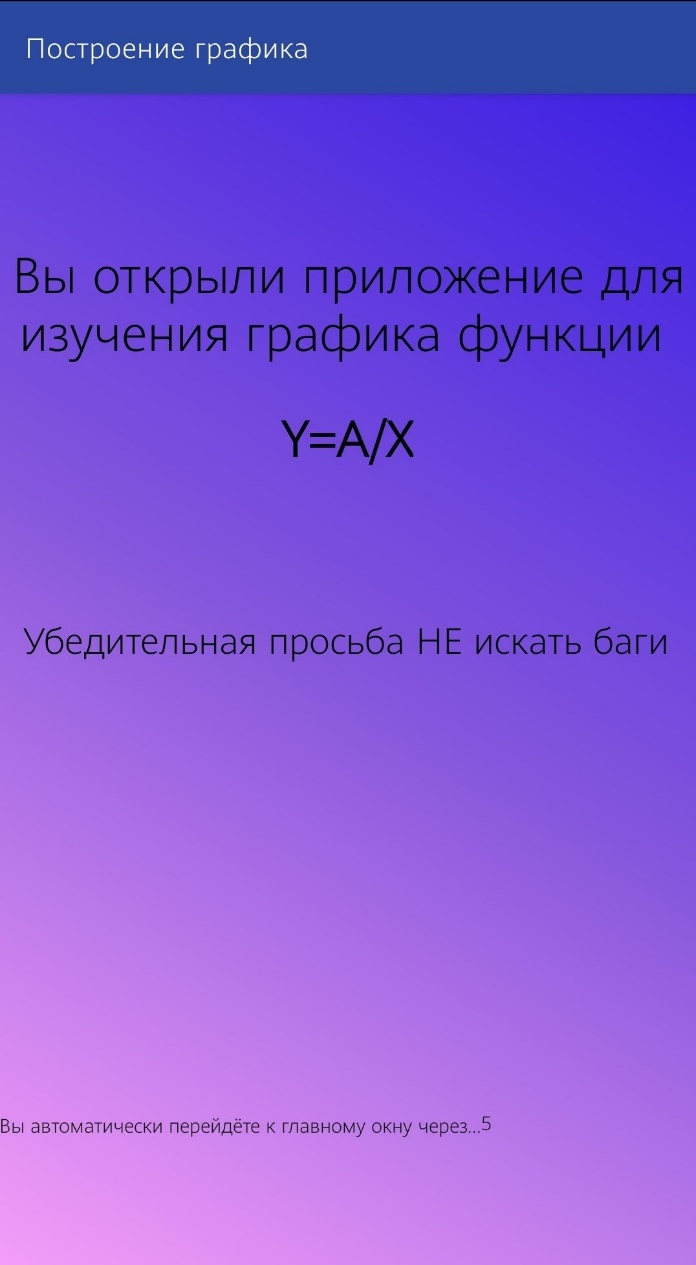 Построение графика
Вы открыли приложение для
изучения графика функции
Y=A/X
Убедительная просьба НЕ искать баги
Вы автоматически перейдёте к главному окну через...5